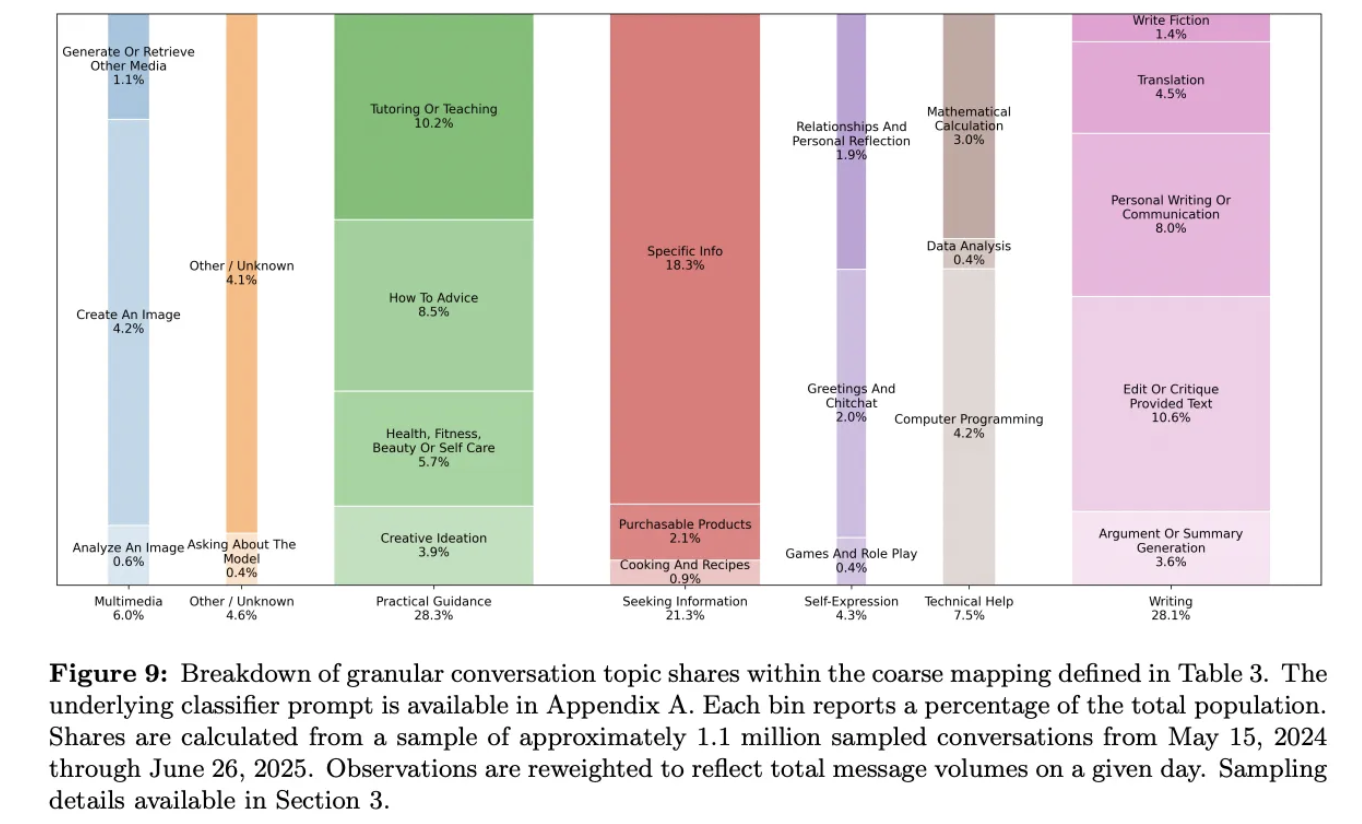 Generate Or Retrieve
Other Media
1.1%
Create An Image
4.2%
Analyze An Image
0.6%
Multimedia
6.0%
Other / Unknown
4.1%
Asking About The
Model
0.4%
Other / Unknown
4.6%
Tutoring Or Teaching
10.2%
How To Advice
8.5%
Health, Fitness,
Beauty Or Self Care
5.7%
Creative Ideation
3.9%
Practical Guidance
28.3%
Specific Info
18.3%
Purchasable Products
2.1%
Cooking And Recipes
0.9%
Seeking Information
21.3%
Relationships And
Personal Reflection
1.9%
Greetings And
Chitchat
2.0%
Games And Role Play
0.4%
Self-Expression
4.3%
Mathematical
Calculation
3.0%
Data Analysis
0.4%
Computer Programming
4.2%
Technical Help
7.5%
Write Fiction
1.4%
Translation
4.5%
Personal Writing Or
Communication
8.0%
Edit Or Critique
Provided Text
10.6%
Argument Or Summary
Generation
3.6%
Writing
28.1%
Figure 9: Breakdown of granular conversation topic shares within the coarse mapping defined in Table 3. The
underlying classifier prompt is available in Appendix A. Each bin reports a percentage of the total population.
Shares are calculated from a sample of approximately 1.1 million sampled conversations from May 15, 2024
through June 26, 2025. Observations are reweighted to reflect total message volumes on a given day. Sampling
details available in Section 3.